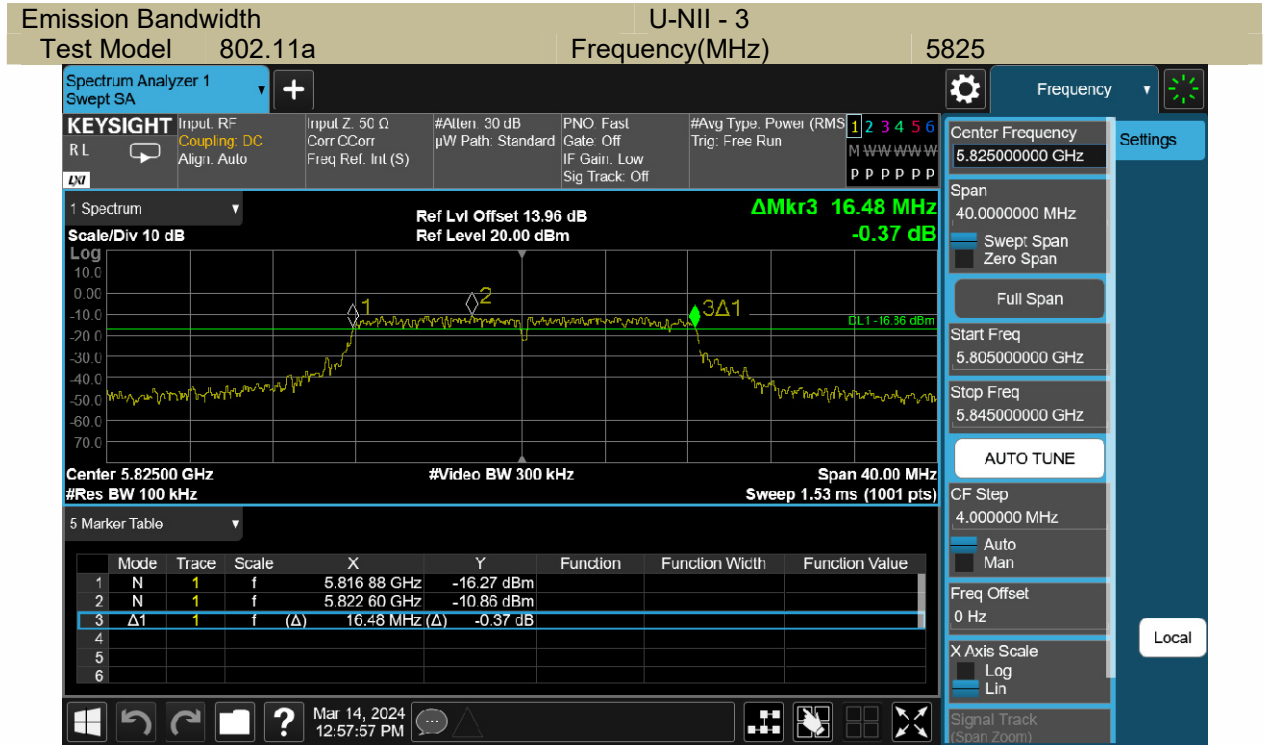 Emission Bandwidth U-NII - 3
Test Model 802.11a Frequency(MHz) 5825
Spectrum Analyzer 1
Swept SA
Frequency
KEYSIGHT Input: RF Input Z: 50 Ω #Atten: 30 dB PNO: Fast #Avg Type: Power (RMS 1 2 3 4 5 6
RL Coupling: DC Corr CCorr µW Path: Standard Gate: Off Trig: Free Run
Align: Auto Freq Ref: Int (S) IF Gain: Low M W W W W W
LXI Sig Track: Off P P P P P P
Center Frequency
5.825000000 GHz
Settings
Span
40.0000000 MHz
Swept Span
Zero Span
Full Span
Start Freq
5.805000000 GHz
Stop Freq
5.845000000 GHz
AUTO TUNE
CF Step
4.000000 MHz
Auto
Man
Freq Offset
0 Hz
X Axis Scale
Log
Lin
Signal Track
(Span Zoom)
Local
1 Spectrum
Scale/Div 10 dB
Ref Lvl Offset 13.96 dB
Ref Level 20.00 dBm
ΔMkr3 16.48 MHz
-0.37 dB
Log
10.0
0.00
-10.0
-20.0
-30.0
-40.0
-50.0
-60.0
70.0
1
2
3Δ1
DL1 -16.86 dBm
Center 5.82500 GHz #Video BW 300 kHz Span 40.00 MHz
#Res BW 100 kHz Sweep 1.53 ms (1001 pts)
5 Marker Table
Mode Trace Scale X Y Function Function Width Function Value
1 N 1 f 5.816 88 GHz -16.27 dBm
2 N 1 f 5.822 60 GHz -10.86 dBm
3 Δ1 1 f (Δ) 16.48 MHz (Δ) -0.37 dB
4
5
6
?
Mar 14, 2024
12:57:57 PM